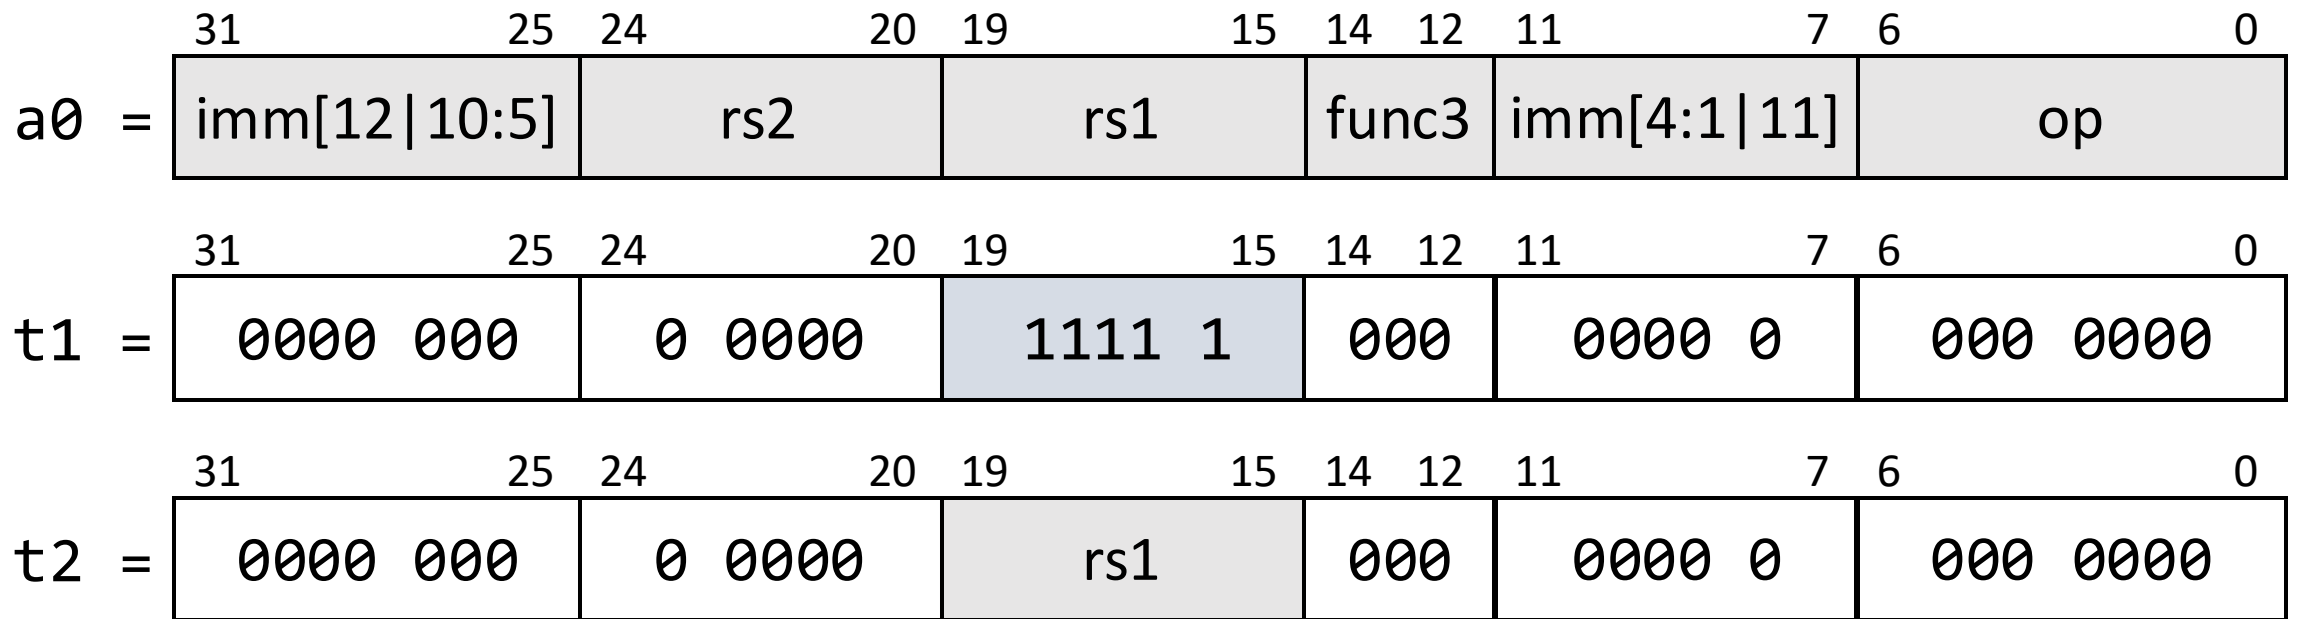 31 25 24 20 19 15 14 12 11 7 6 0
a0 = imm[12|10:5] rs2 rs1 func3 imm[4:1|11] op
31 25 24 20 19 15 14 12 11 7 6 0
t1 = 0000 000 0 0000 1111 1 000 0000 0 000 0000
31 25 24 20 19 15 14 12 11 7 6 0
t2 = 0000 000 0 0000 rs1 000 0000 0 000 0000